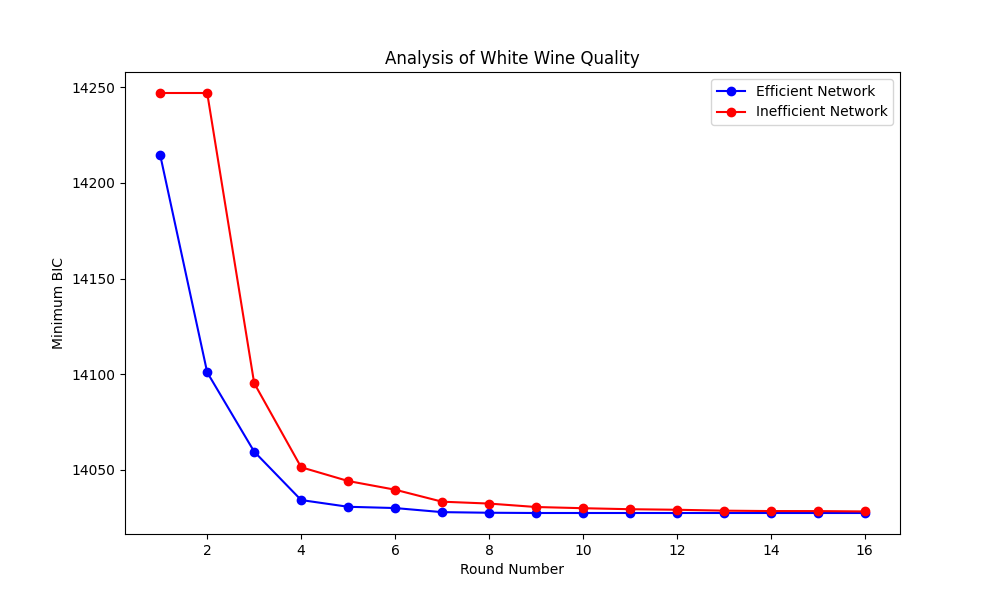 Analysis of White Wine Quality
Efficient Network
Inefficient Network
Minimum BIC
14250
14200
14150
14100
14050
2 4 6 8 10 12 14 16
Round Number